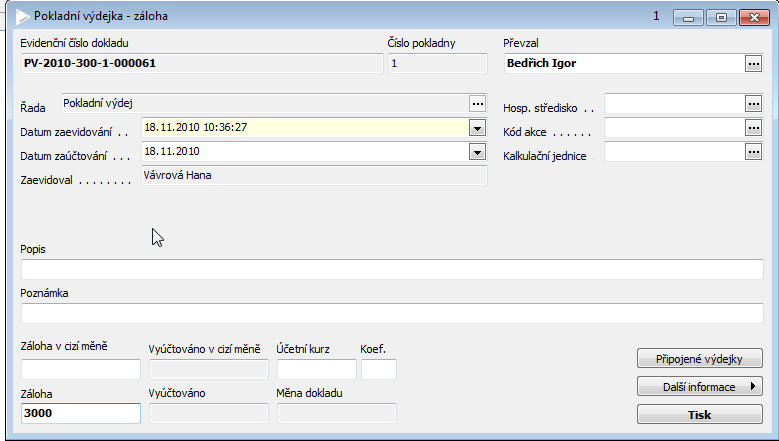 Pokladní výdejka - záloha 1
Evidenční číslo dokladu Číslo pokladny Převzal
PV-2010-300-1-000061 1 Bedřich Igor ...
Řada Pokladní výdej ... Hosp. středisko . . ...
Datum zaevidování . . 18.11.2010 10:36:27 Kód akce . . . . . . ...
Datum zaúčtování . . . 18.11.2010 Kalkulační jednice . ...
Zaevidoval . . . . . . . . Vávrová Hana
Popis
Poznámka
Záloha v cizí měně Vyúčtováno v cizí měně Účetní kurz Koef.
Připojené výdejky
Záloha Vyúčtováno Měna dokladu Další informace
3000 Tisk